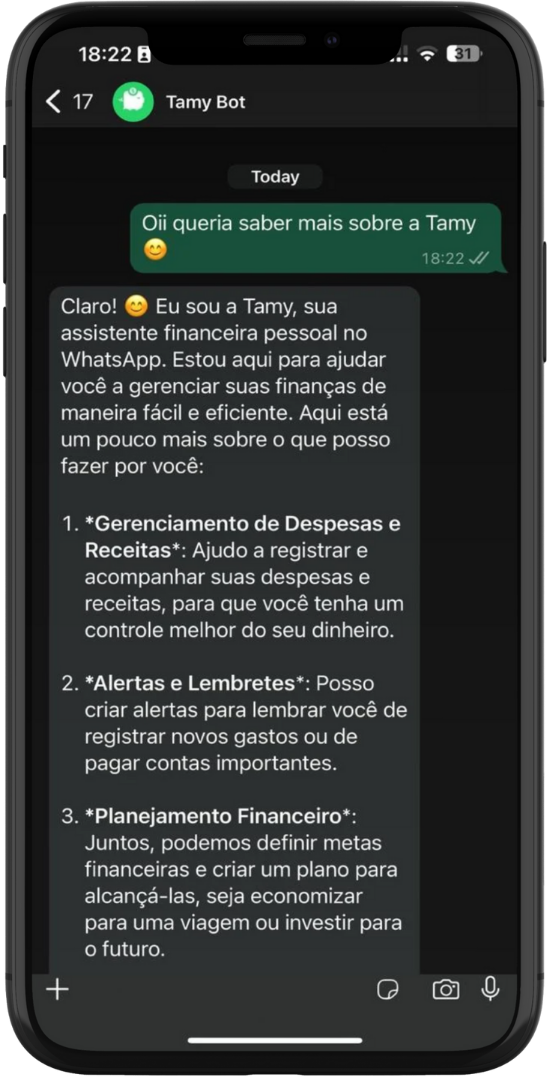 18:22
31
17 Tamy Bot
Today
Oii queria saber mais sobre a Tamy
😊
18:22
Claro! 😊 Eu sou a Tamy, sua
assistente financeira pessoal no
WhatsApp. Estou aqui para ajudar
você a gerenciar suas finanças de
maneira fácil e eficiente. Aqui está
um pouco mais sobre o que posso
fazer por você:
1. *Gerenciamento de Despesas e
Receitas*: Ajudo a registrar e
acompanhar suas despesas e
receitas, para que você tenha um
controle melhor do seu dinheiro.
2. *Alertas e Lembretes*: Posso
criar alertas para lembrar você de
registrar novos gastos ou de
pagar contas importantes.
3. *Planejamento Financeiro*:
Juntos, podemos definir metas
financeiras e criar um plano para
alcançá-las, seja economizar
para uma viagem ou investir para
o futuro.